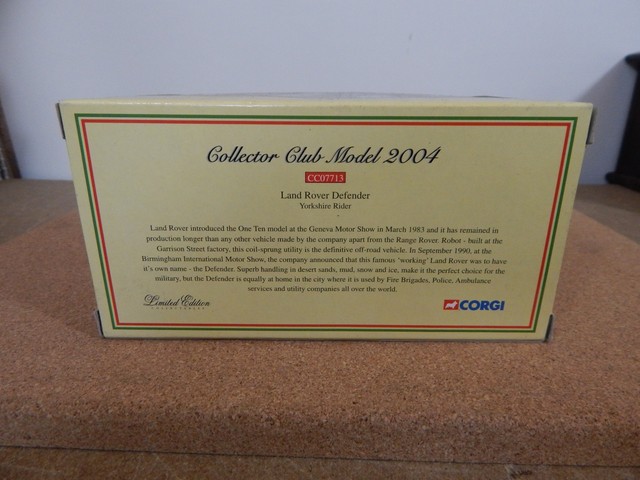 Collector Club Model 2004
CC07713
Land Rover Defender
Yorkshire Rider
Land Rover introduced the One Ten model at the Geneva Motor Show in March 1983 and it has remained in
production longer than any other vehicle made by the company apart from the Range Rover. Robot - built at the
Garrison Street factory, this coil-sprung utility is the definitive off-road vehicle. In September 1990, at the
Birmingham International Motor Show, the company announced that this famous 'working' Land Rover was to have
it's own name - the Defender. Superb handling in desert sands, mud, snow and ice, make it the perfect choice for the
military, but the Defender is equally at home in the city where it is used by Fire Brigades, Police, Ambulance
services and utility companies all over the world.
Limited Edition
COLLECTABLES
CORGI